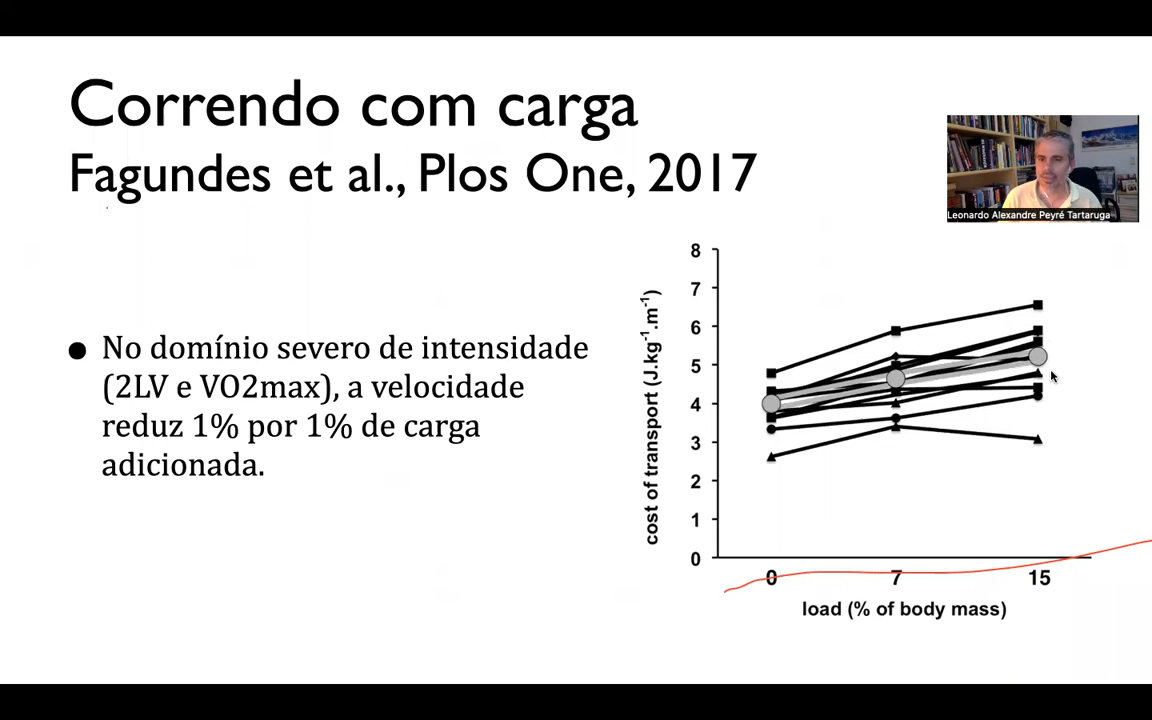 Correndo com carga
Fagundes et al., Plos One, 2017
Leonardo Alexandre Peyré Tartaruga
● No domínio severo de intensidade
(2LV e VO2max), a velocidade
reduz 1% por 1% de carga
adicionada.
cost of transport (J.kg⁻¹.m⁻¹)
8
7
6
5
4
3
2
1
0
0 7 15
load (% of body mass)